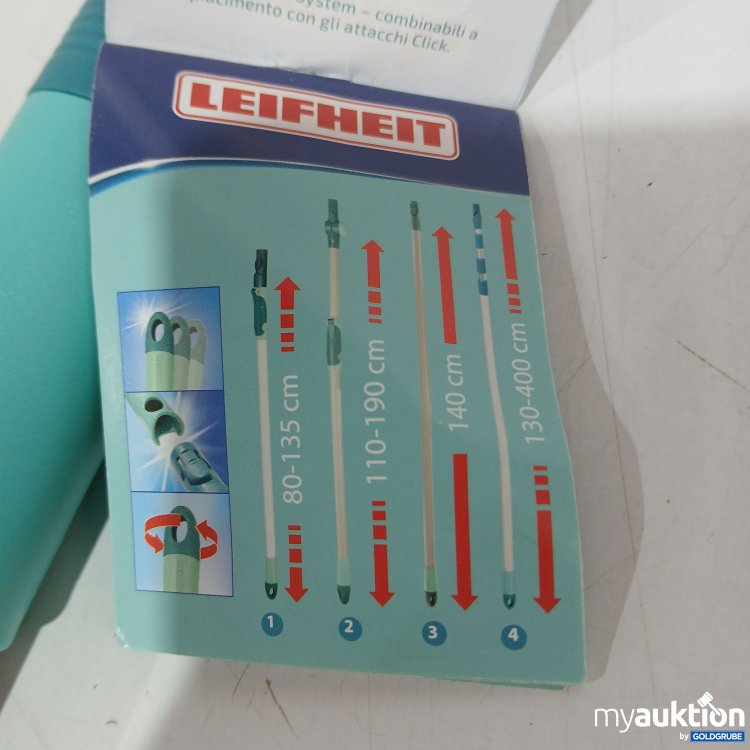 System – combinabili a
piacimento con gli attacchi Click.
LEIFHEIT
80-135 cm
110-190 cm
140 cm
130-400 cm
1
2
3
4
myauktion
by GOLDGRUBE